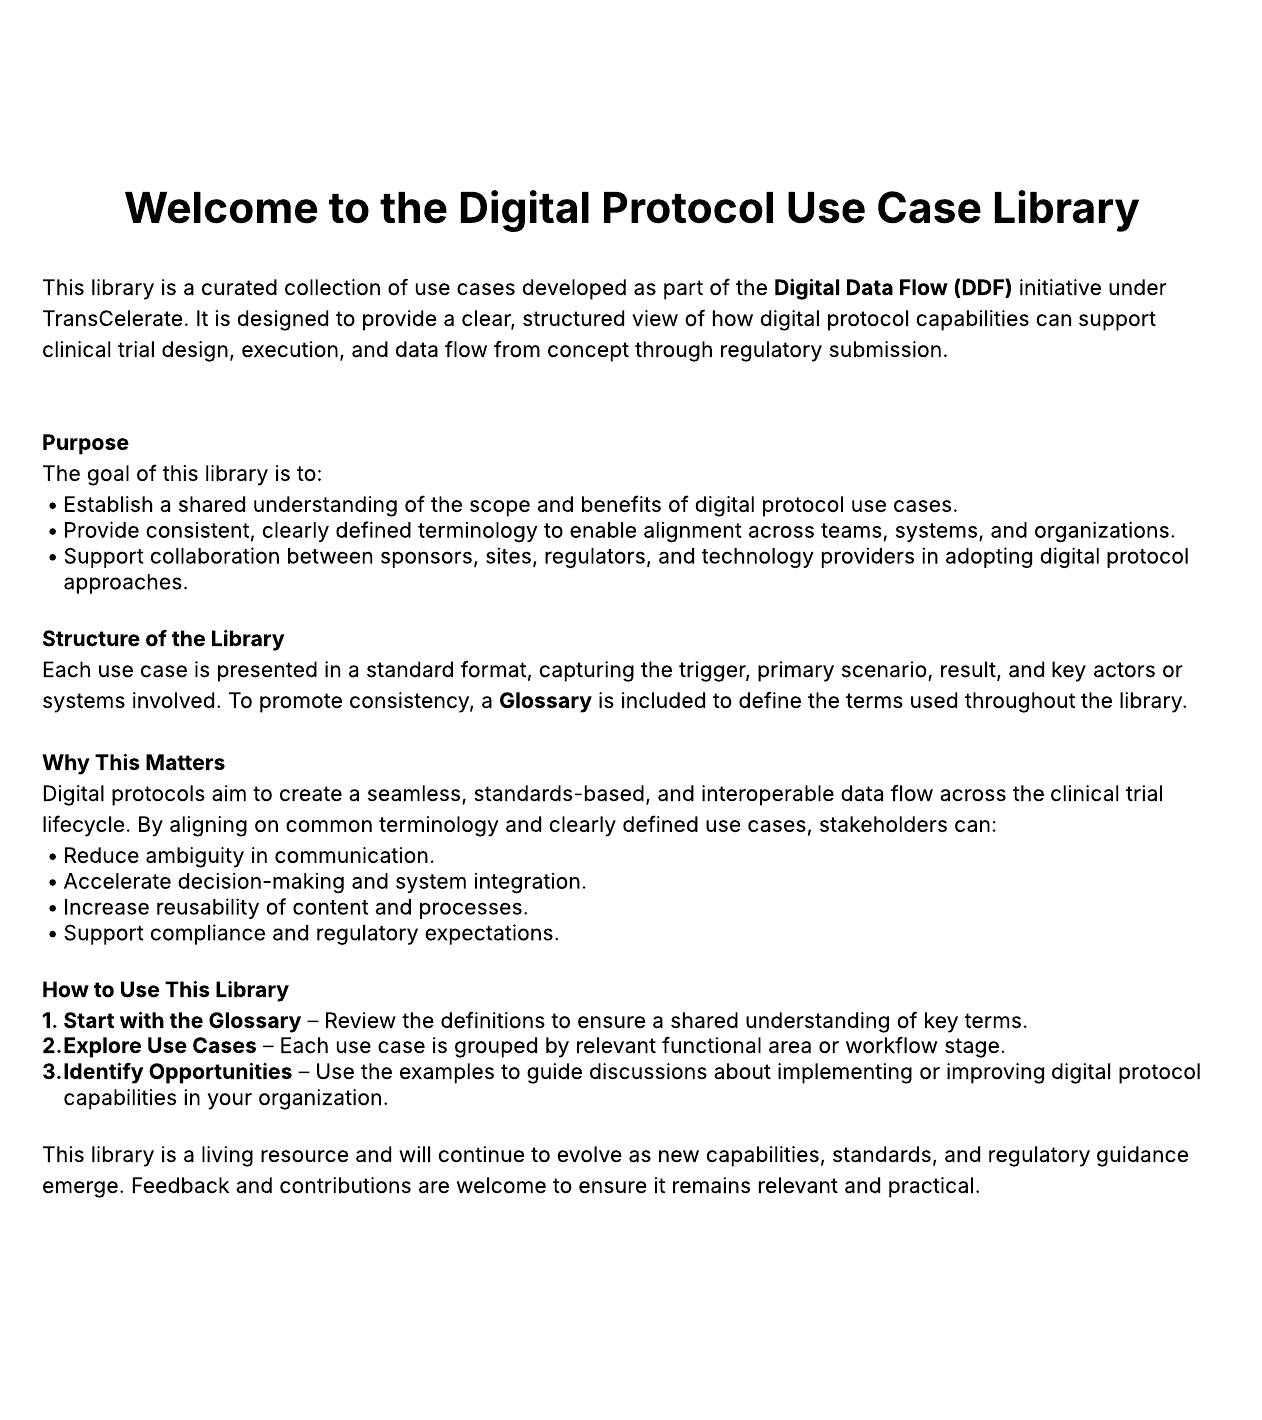 Welcome to the Digital Protocol Use Case Library
This library is a curated collection of use cases developed as part of the Digital Data Flow (DDF) initiative under
TransCelerate. It is designed to provide a clear, structured view of how digital protocol capabilities can support
clinical trial design, execution, and data flow from concept through regulatory submission.
Purpose
The goal of this library is to:
• Establish a shared understanding of the scope and benefits of digital protocol use cases.
• Provide consistent, clearly defined terminology to enable alignment across teams, systems, and organizations.
• Support collaboration between sponsors, sites, regulators, and technology providers in adopting digital protocol
approaches.
Structure of the Library
Each use case is presented in a standard format, capturing the trigger, primary scenario, result, and key actors or
systems involved. To promote consistency, a Glossary is included to define the terms used throughout the library.
Why This Matters
Digital protocols aim to create a seamless, standards-based, and interoperable data flow across the clinical trial
lifecycle. By aligning on common terminology and clearly defined use cases, stakeholders can:
• Reduce ambiguity in communication.
• Accelerate decision-making and system integration.
• Increase reusability of content and processes.
• Support compliance and regulatory expectations.
How to Use This Library
1. Start with the Glossary – Review the definitions to ensure a shared understanding of key terms.
2. Explore Use Cases – Each use case is grouped by relevant functional area or workflow stage.
3. Identify Opportunities – Use the examples to guide discussions about implementing or improving digital protocol
capabilities in your organization.
This library is a living resource and will continue to evolve as new capabilities, standards, and regulatory guidance
emerge. Feedback and contributions are welcome to ensure it remains relevant and practical.